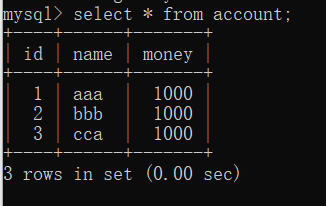 mysql> select * from account;
+----+------+-------+
| id | name | money |
+----+------+-------+
| 1 | aaa | 1000 |
| 2 | bbb | 1000 |
| 3 | cca | 1000 |
+----+------+-------+
3 rows in set (0.00 sec)